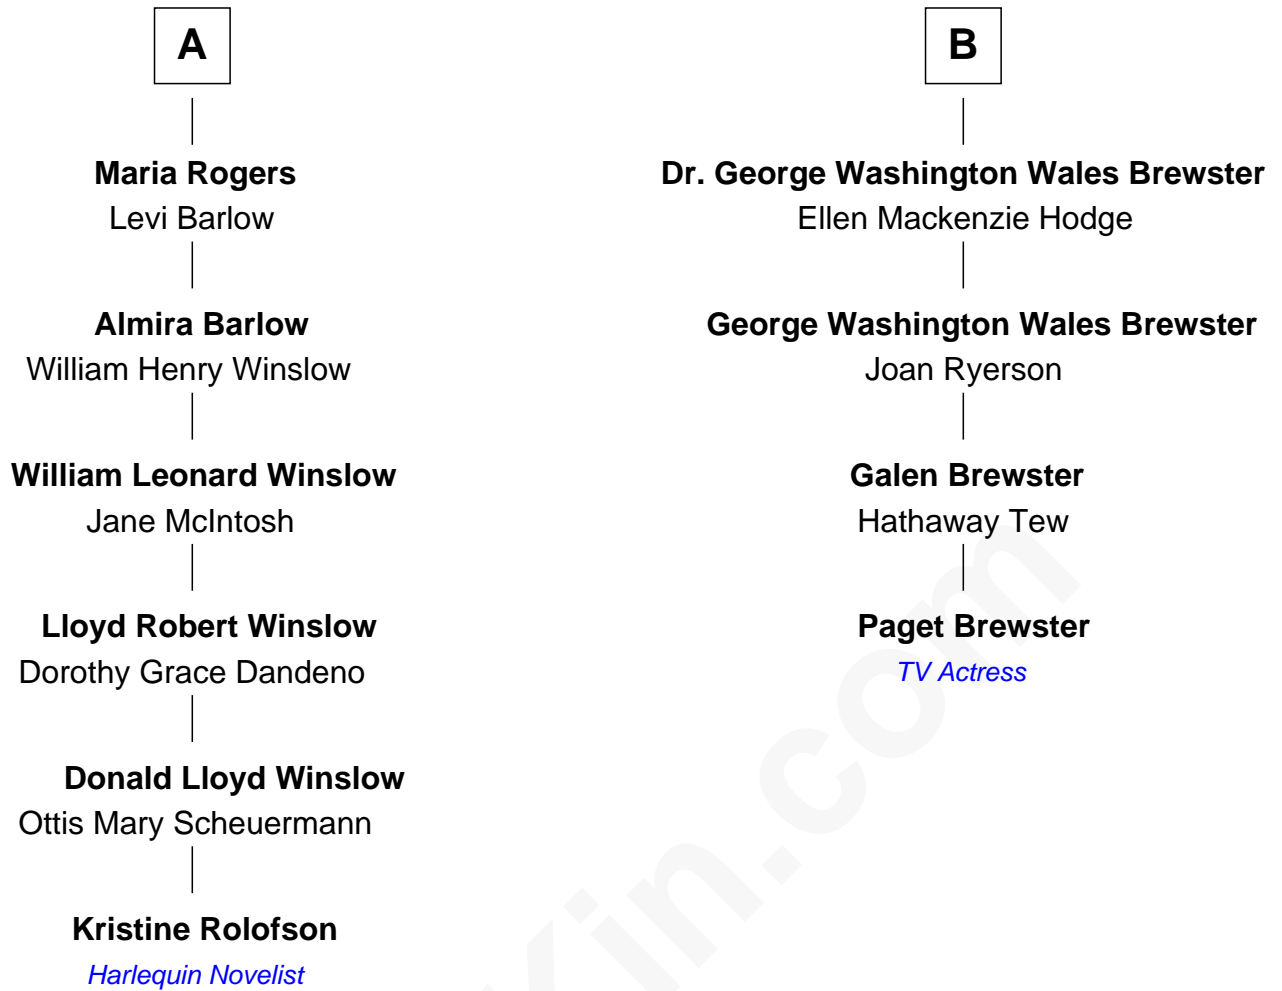 A
Maria Rogers
Levi Barlow
Almira Barlow
William Henry Winslow
William Leonard Winslow
Jane McIntosh
Lloyd Robert Winslow
Dorothy Grace Dandeno
Donald Lloyd Winslow
Ottis Mary Scheuermann
Kristine Rolofson
Harlequin Novelist
B
Dr. George Washington Wales Brewster
Ellen Mackenzie Hodge
George Washington Wales Brewster
Joan Ryerson
Galen Brewster
Hathaway Tew
Paget Brewster
TV Actress
Kin.com